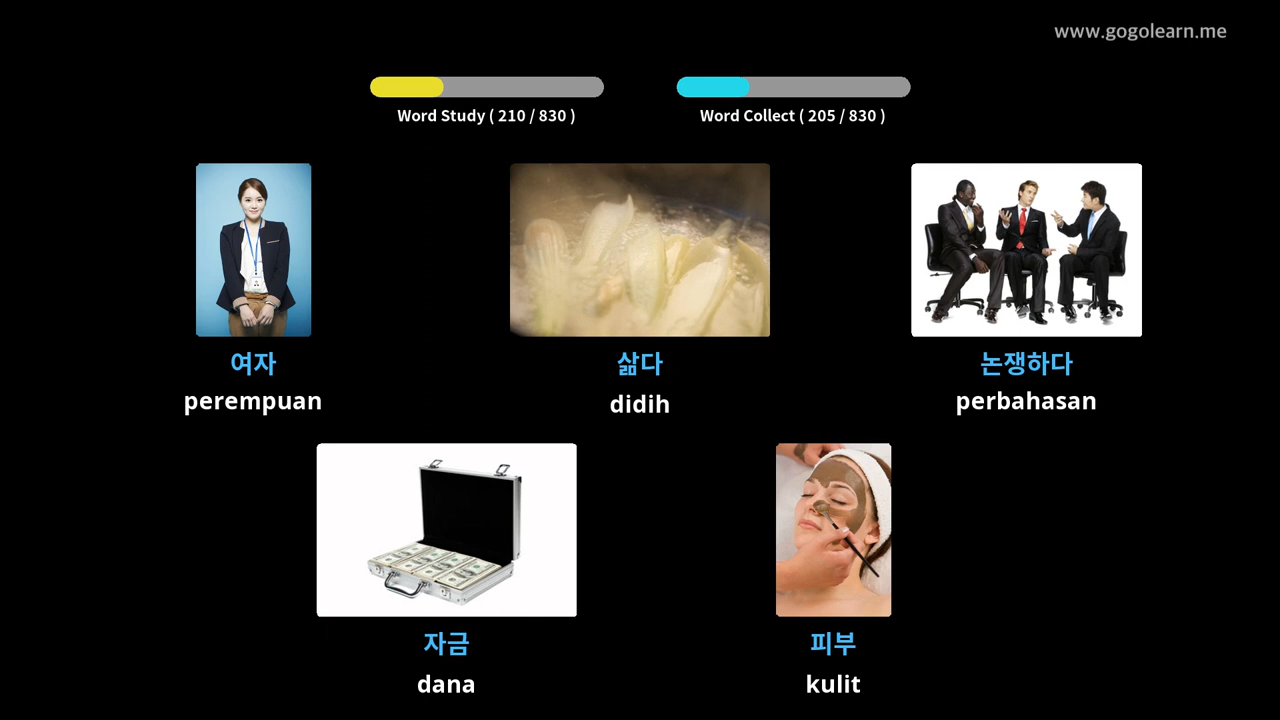 www.gogolearn.me
Word Study ( 210 / 830 )
Word Collect ( 205 / 830 )
여자
perempuan
삶다
didih
논쟁하다
perbahasan
자금
dana
피부
kulit